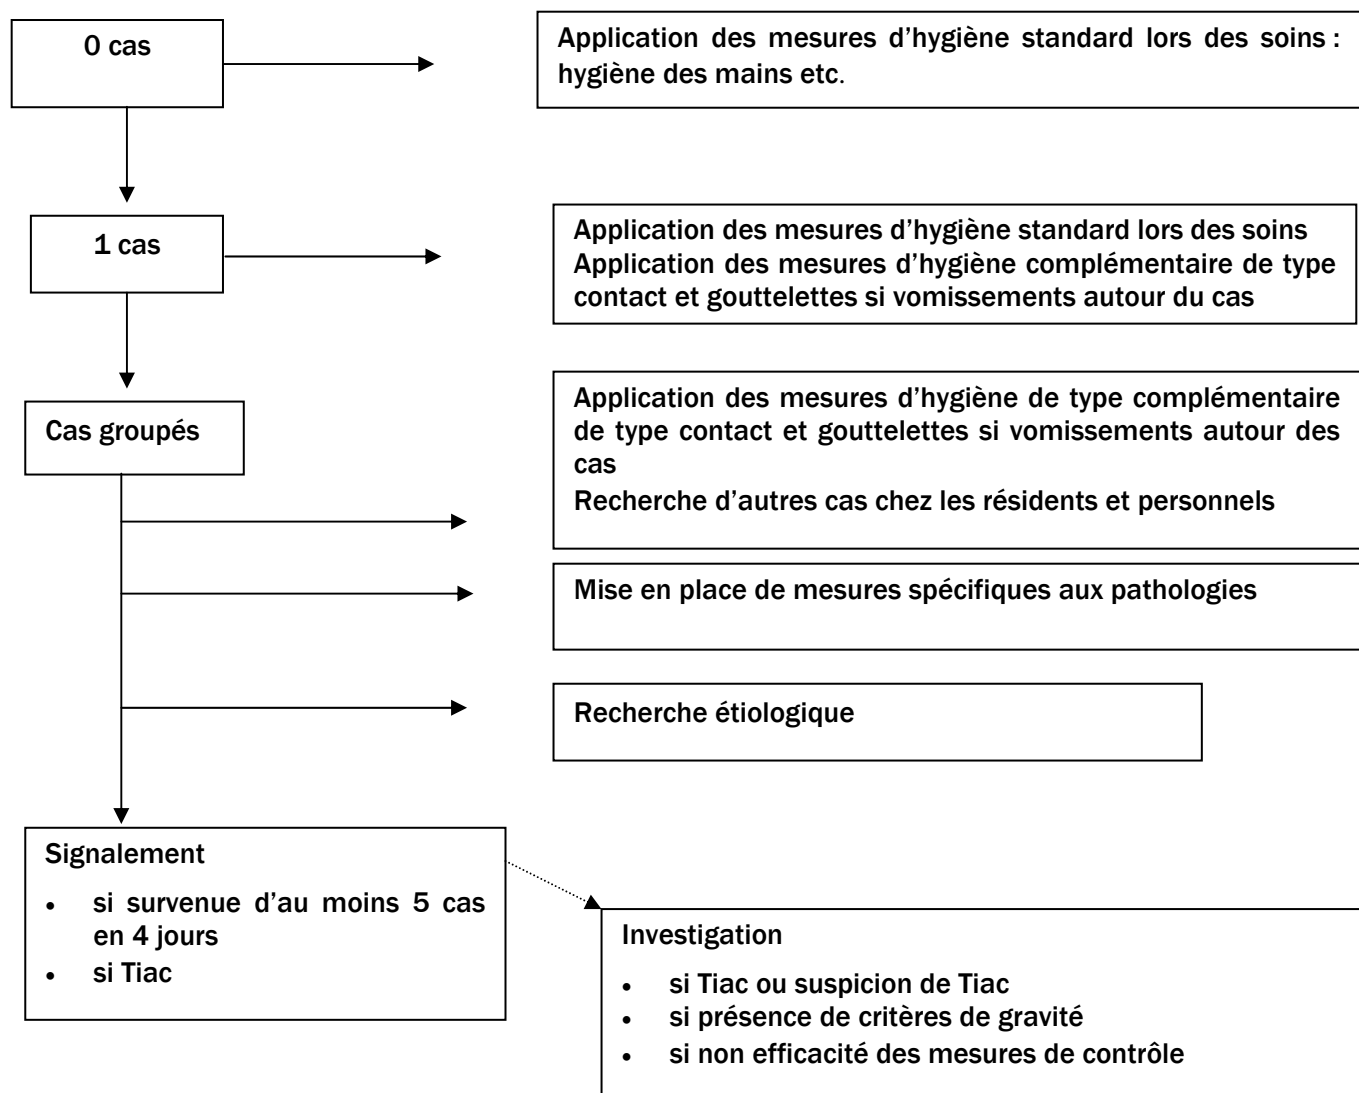 0 cas
Application des mesures d’hygiène standard lors des soins :
hygiène des mains etc.
1 cas
Application des mesures d’hygiène standard lors des soins
Application des mesures d’hygiène complémentaire de type
contact et gouttelettes si vomissements autour du cas
Cas groupés
Application des mesures d’hygiène de type complémentaire
de type contact et gouttelettes si vomissements autour des
cas
Recherche d’autres cas chez les résidents et personnels
Mise en place de mesures spécifiques aux pathologies
Recherche étiologique
Signalement
• si survenue d’au moins 5 cas
en 4 jours
• si Tiac
Investigation
• si Tiac ou suspicion de Tiac
• si présence de critères de gravité
• si non efficacité des mesures de contrôle